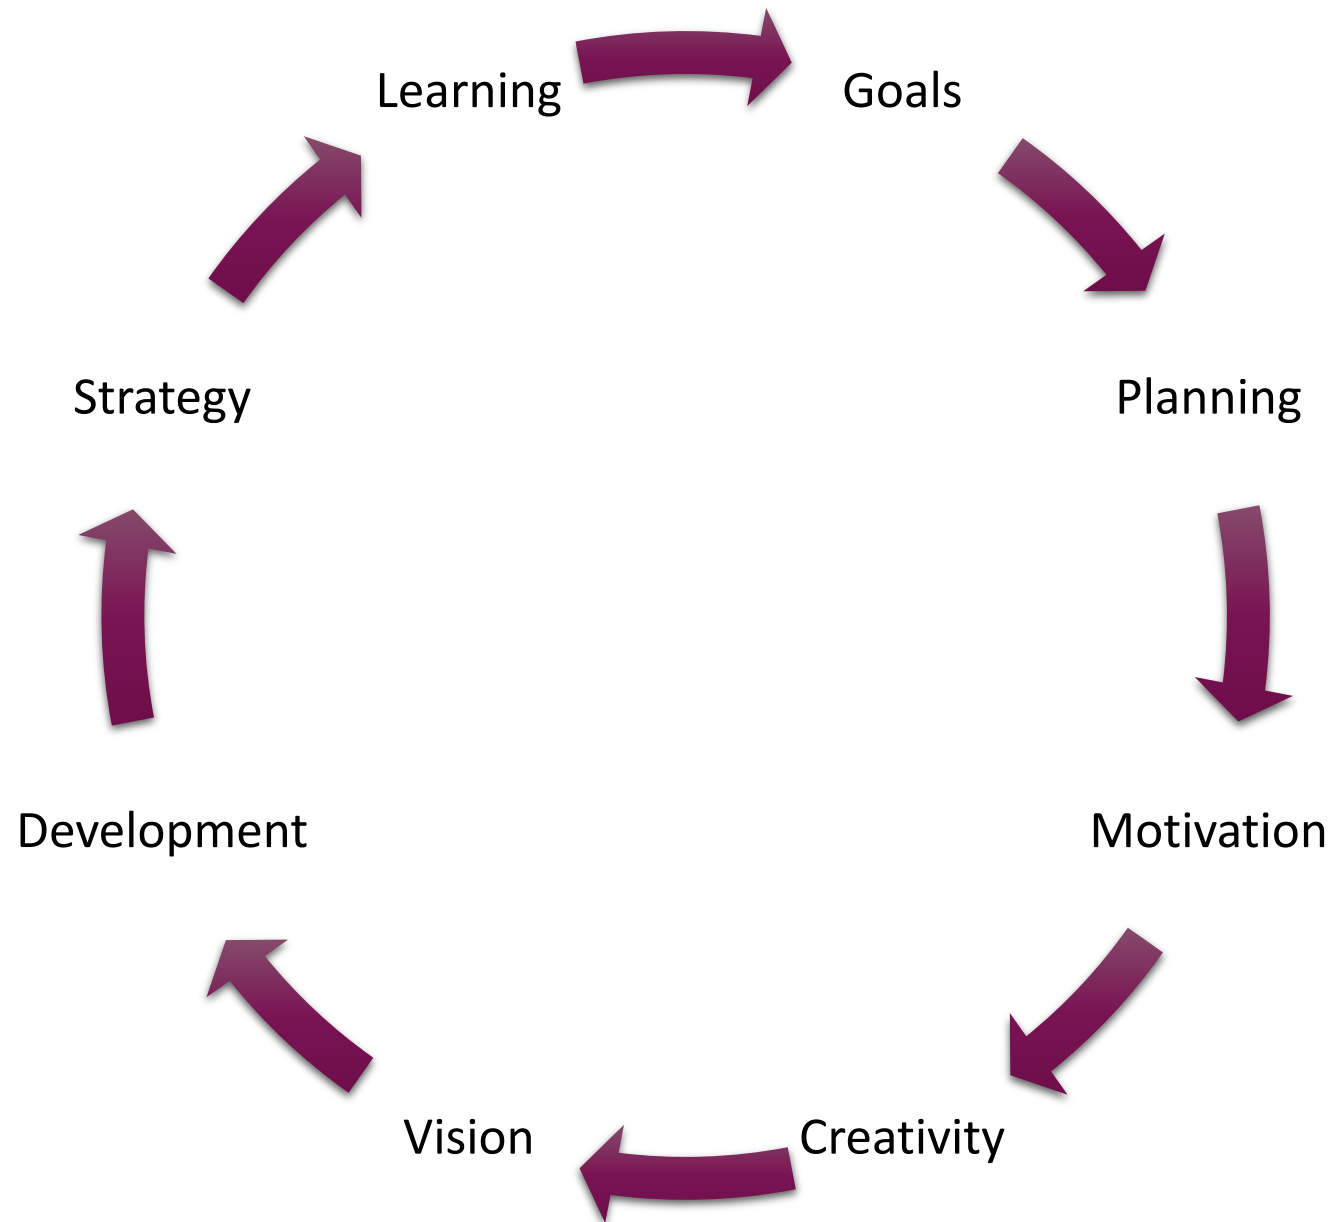 Learning
Goals
Planning
Motivation
Creativity
Vision
Development
Strategy